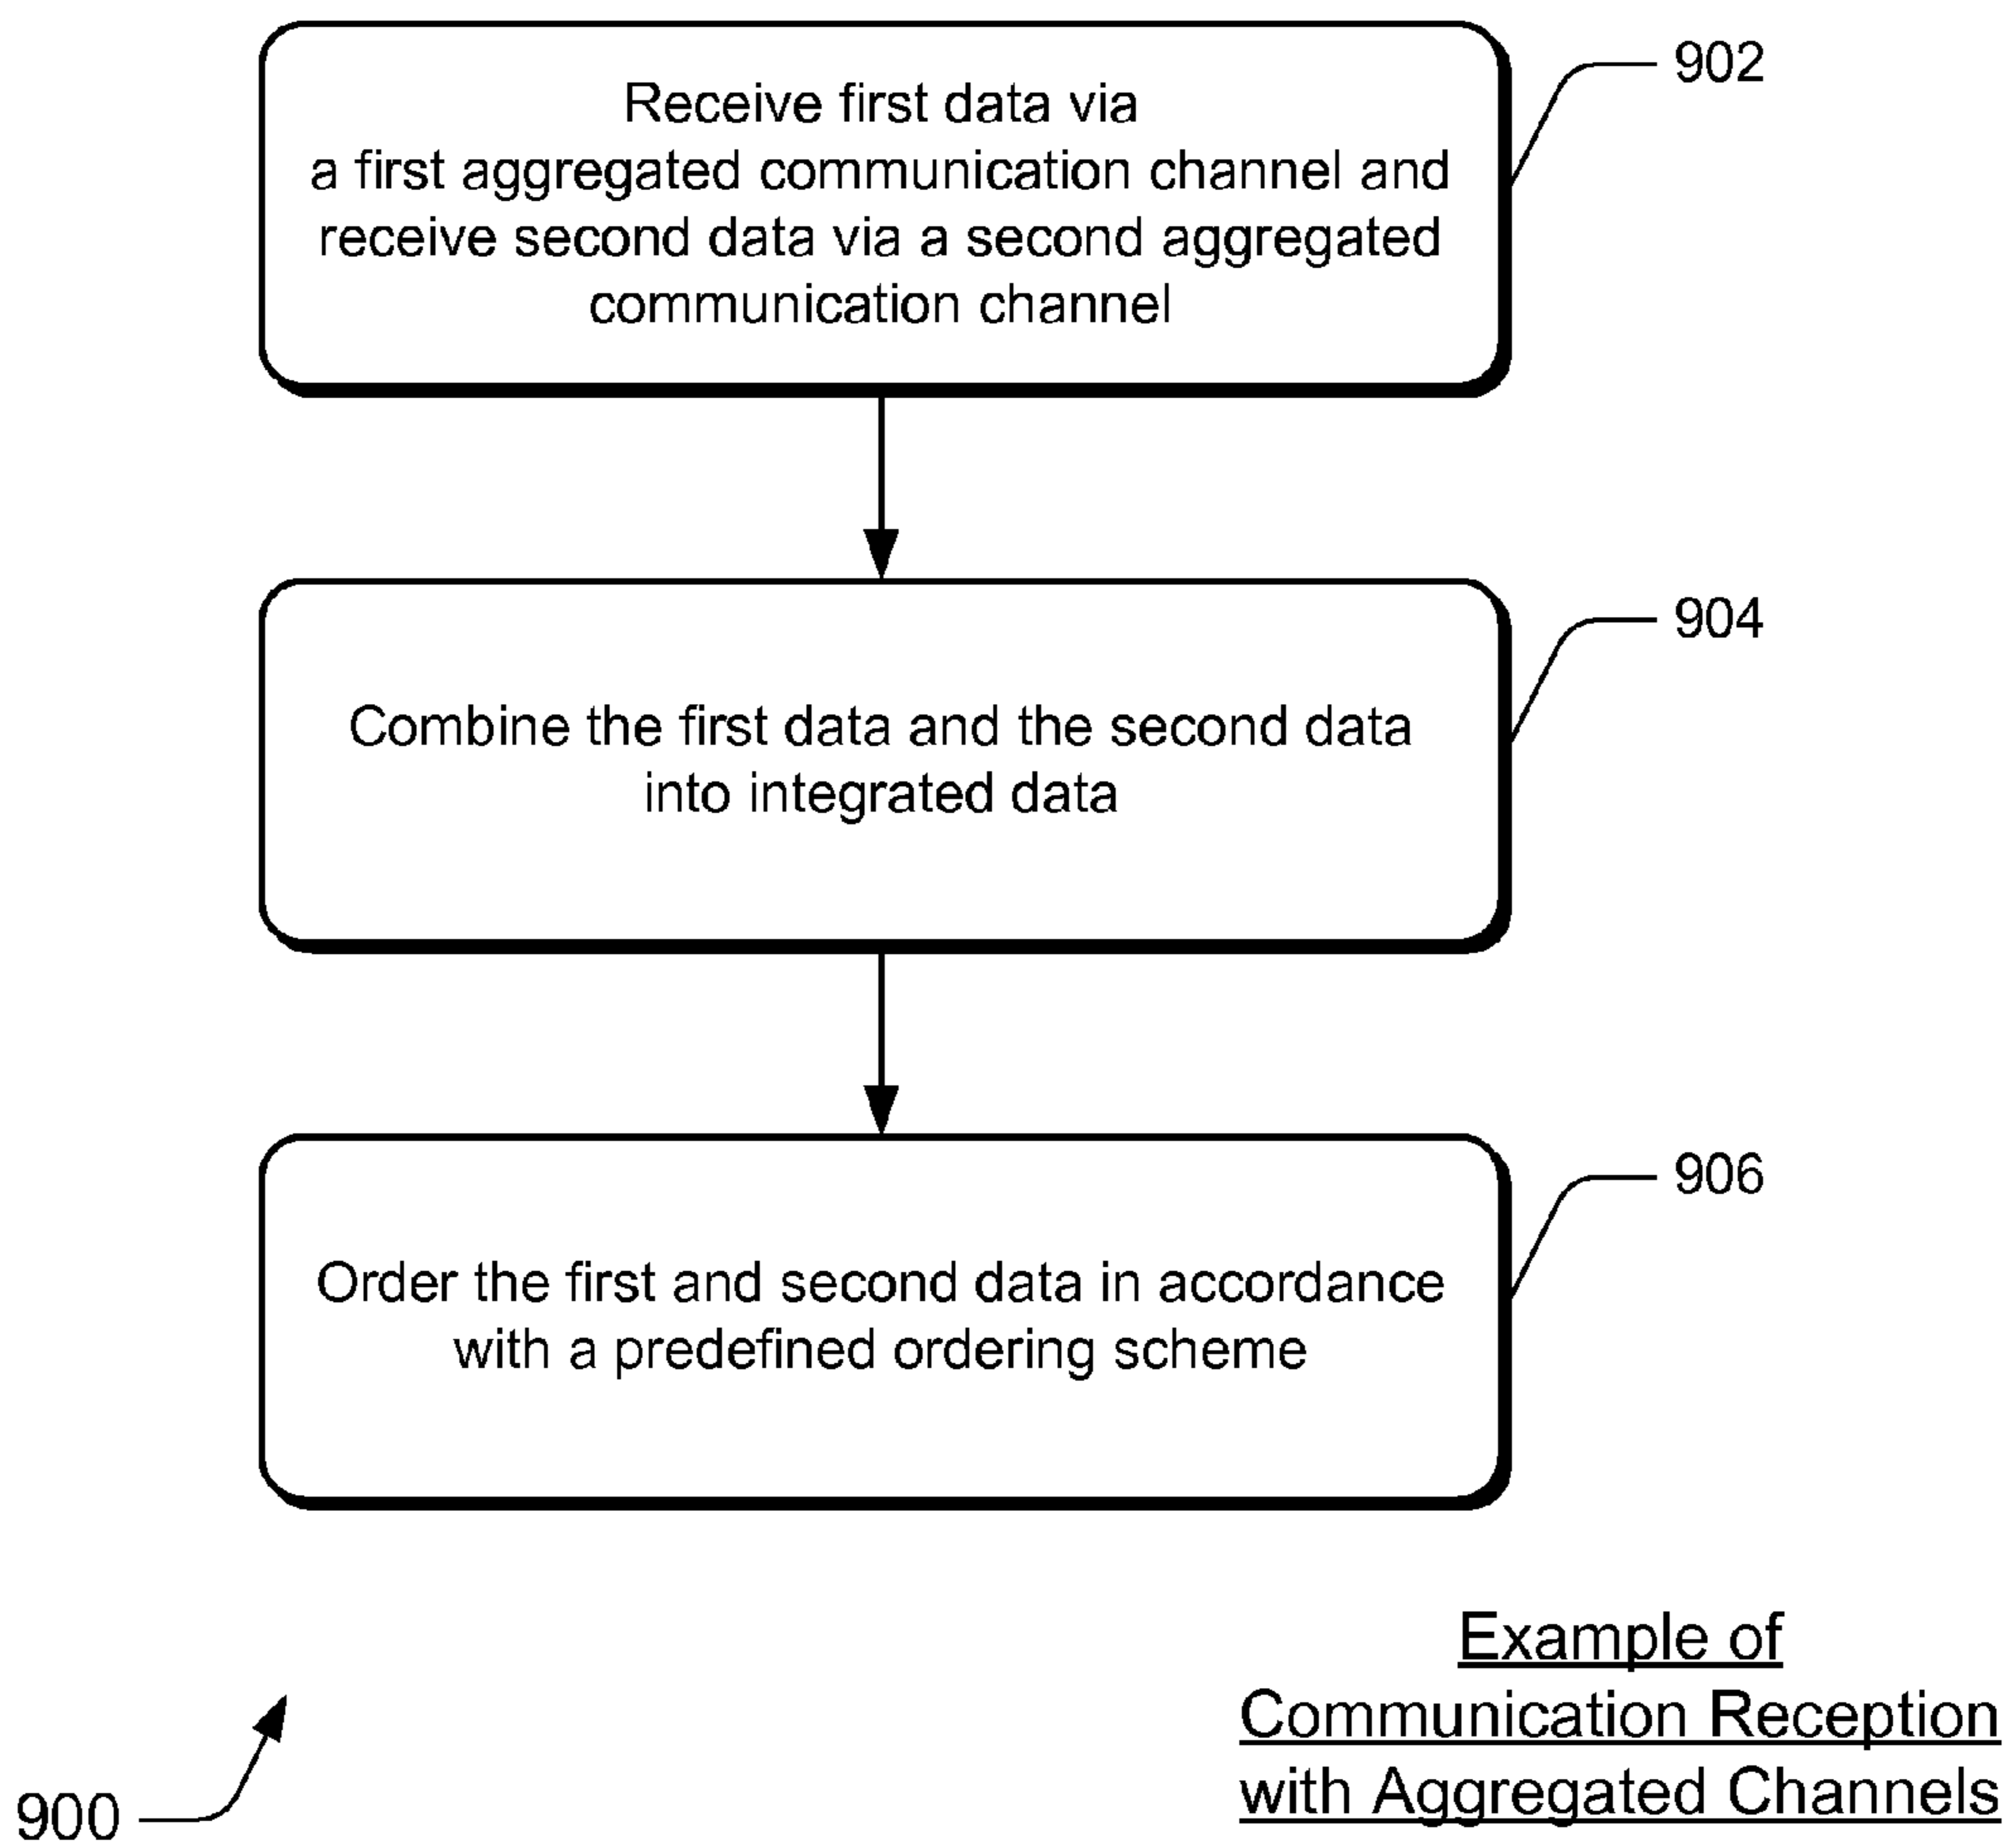 Receive first data via
a first aggregated communication channel and
receive second data via a second aggregated
communication channel
902
Combine the first data and the second data
into integrated data
904
Order the first and second data in accordance
with a predefined ordering scheme
906
Example of
Communication Reception
with Aggregated Channels
900